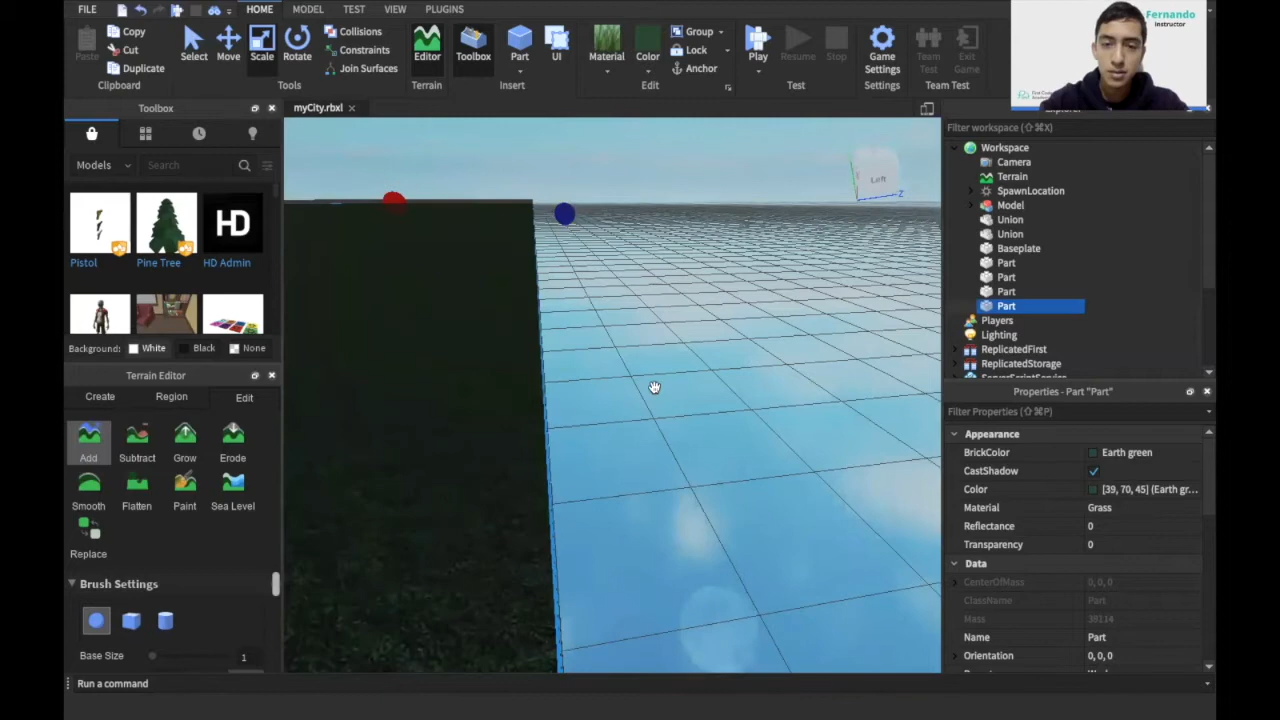 FILE HOME MODEL TEST VIEW PLUGINS
Fernando
Instructor
Paste Copy Cut Duplicate Select Move Scale Rotate Collisions Constraints Join Surfaces Editor Toolbox Part UI Material Color Group Lock Anchor Play Resume Stop Game Settings Team Test Exit Game
Clipboard Tools Terrain Insert Edit Test Settings Team Test
Toolbox
Models Search
Pistol Pine Tree HD Admin
HD
Background: White Black None
Terrain Editor
Create Region Edit
Add Subtract Grow Erode
Smooth Flatten Paint Sea Level
Replace
Brush Settings
Base Size 1
myCity.rbxl
Left
Z
Filter workspace (⇧⌘X)
Workspace
Camera
Terrain
SpawnLocation
Model
Union
Union
Baseplate
Part
Part
Part
Part
Players
Lighting
ReplicatedFirst
ReplicatedStorage
ServerScriptService
Properties - Part "Part"
Filter Properties (⇧⌘P)
Appearance
BrickColor Earth green
CastShadow
Color [39, 70, 45] (Earth gr...
Material Grass
Reflectance 0
Transparency 0
Data
CenterOfMass 0, 0, 0
ClassName Part
Mass 38114
Name Part
Orientation 0, 0, 0
Run a command